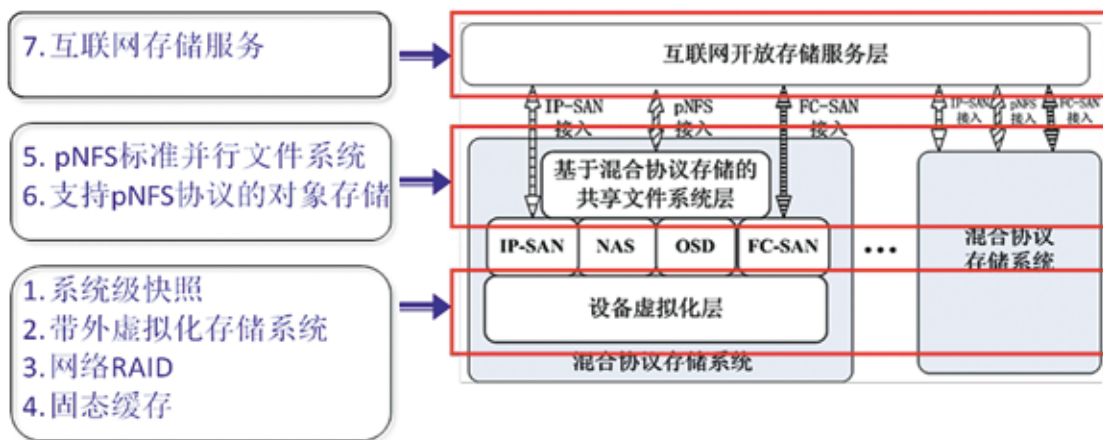 7. 互联网存储服务
5. pNFS标准并行文件系统
6. 支持pNFS协议的对象存储
1. 系统级快照
2. 带外虚拟化存储系统
3. 网络RAID
4. 固态缓存
互联网开放存储服务层
IP-SAN
接入
pNFS
接入
FC-SAN
接入
IP-SAN
接入
pNFS
接入
FC-SAN
接入
基于混合协议存储的
共享文件系统层
IP-SAN
NAS
OSD
FC-SAN
设备虚拟化层
混合协议存储系统
•••
混合协议
存储系统